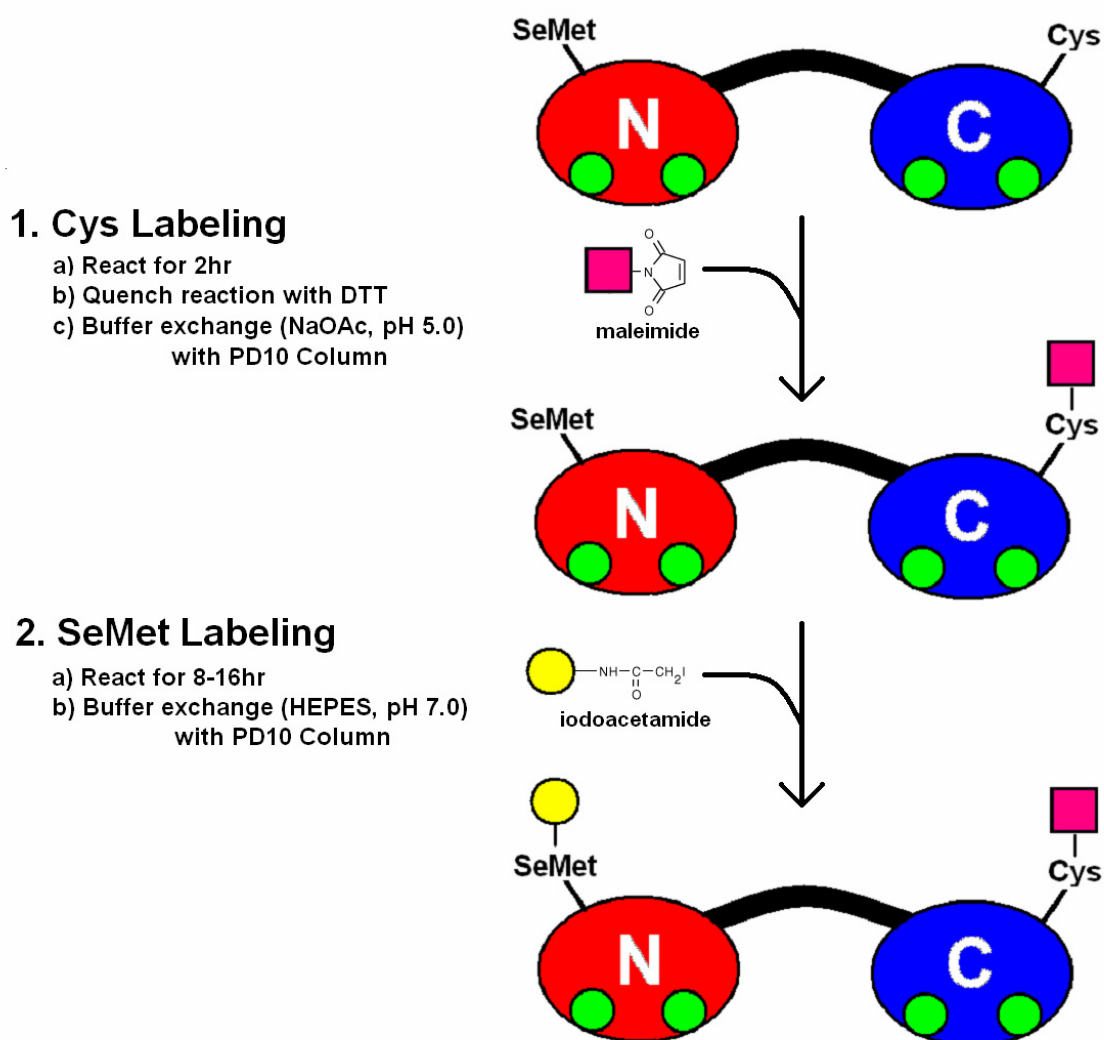 SeMet
Cys
N
C
1. Cys Labeling
a) React for 2hr
b) Quench reaction with DTT
c) Buffer exchange (NaOAc, pH 5.0)
with PD10 Column
O
N
O
maleimide
SeMet
Cys
N
C
2. SeMet Labeling
a) React for 8-16hr
b) Buffer exchange (HEPES, pH 7.0)
with PD10 Column
NH-C-CH2I
O
iodoacetamide
SeMet
Cys
N
C